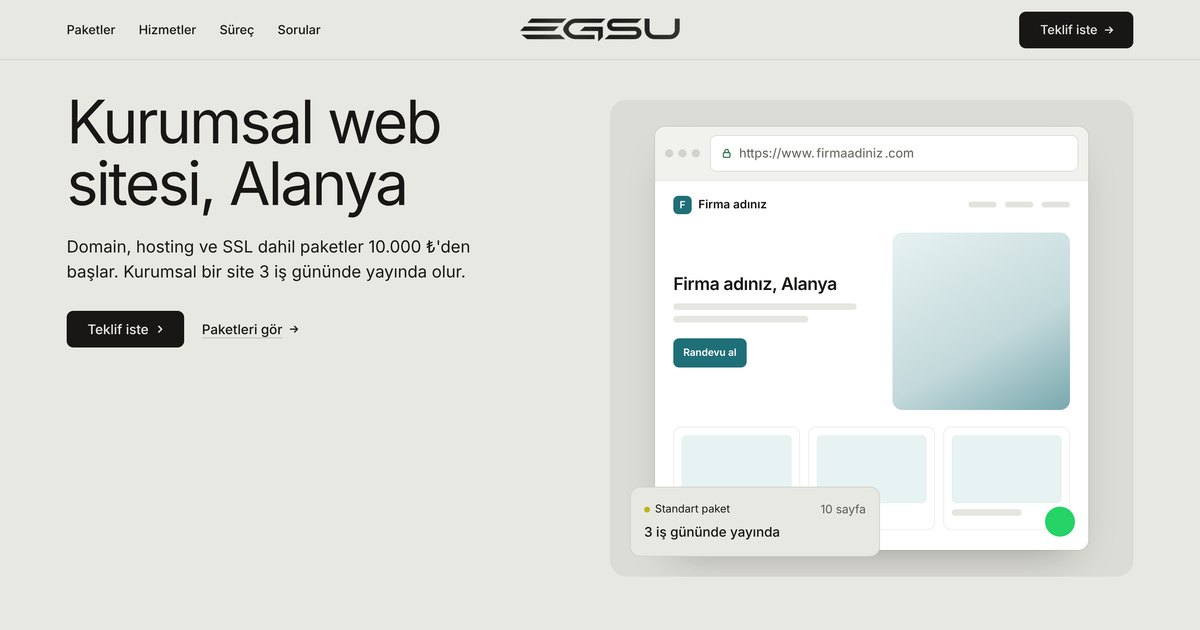 Paketler
Hizmetler
Süreç
Sorular
EGSU
Teklif iste →
Kurumsal web
sitesi, Alanya
Domain, hosting ve SSL dahil paketler 10.000 ₺'den
başlar. Kurumsal bir site 3 iş gününde yayında olur.
Teklif iste ›
Paketleri gör →
https://www.firmaadiniz.com
F
Firma adınız
Firma adınız, Alanya
Randevu al
Standart paket
10 sayfa
3 iş gününde yayında